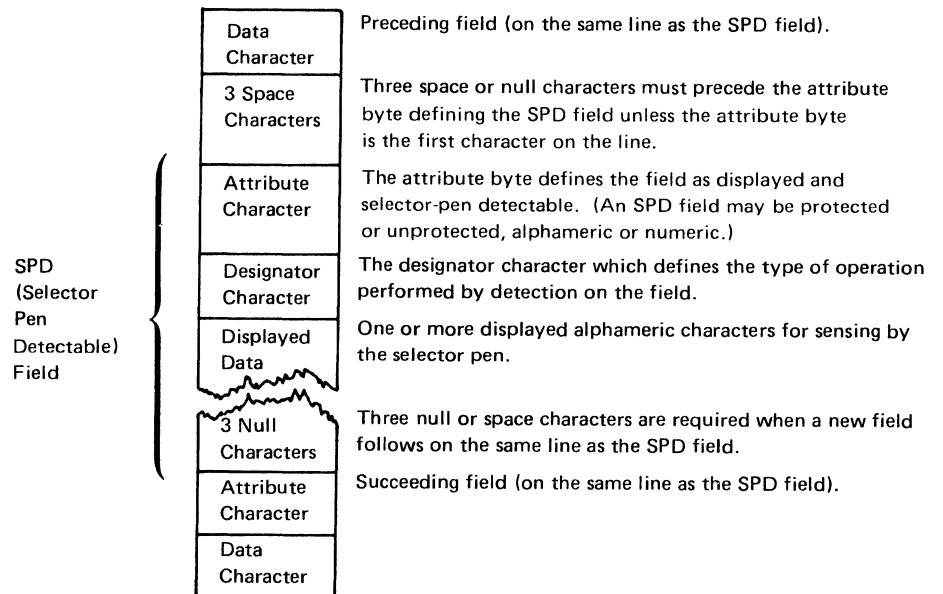 Data
Character
Preceding field (on the same line as the SPD field).
3 Space
Characters
Three space or null characters must precede the attribute
byte defining the SPD field unless the attribute byte
is the first character on the line.
Attribute
Character
The attribute byte defines the field as displayed and
selector-pen detectable. (An SPD field may be protected
or unprotected, alphameric or numeric.)
SPD
(Selector
Pen
Detectable)
Field
Designator
Character
The designator character which defines the type of operation
performed by detection on the field.
Displayed
Data
One or more displayed alphameric characters for sensing by
the selector pen.
3 Null
Characters
Three null or space characters are required when a new field
follows on the same line as the SPD field.
Attribute
Character
Succeeding field (on the same line as the SPD field).
Data
Character